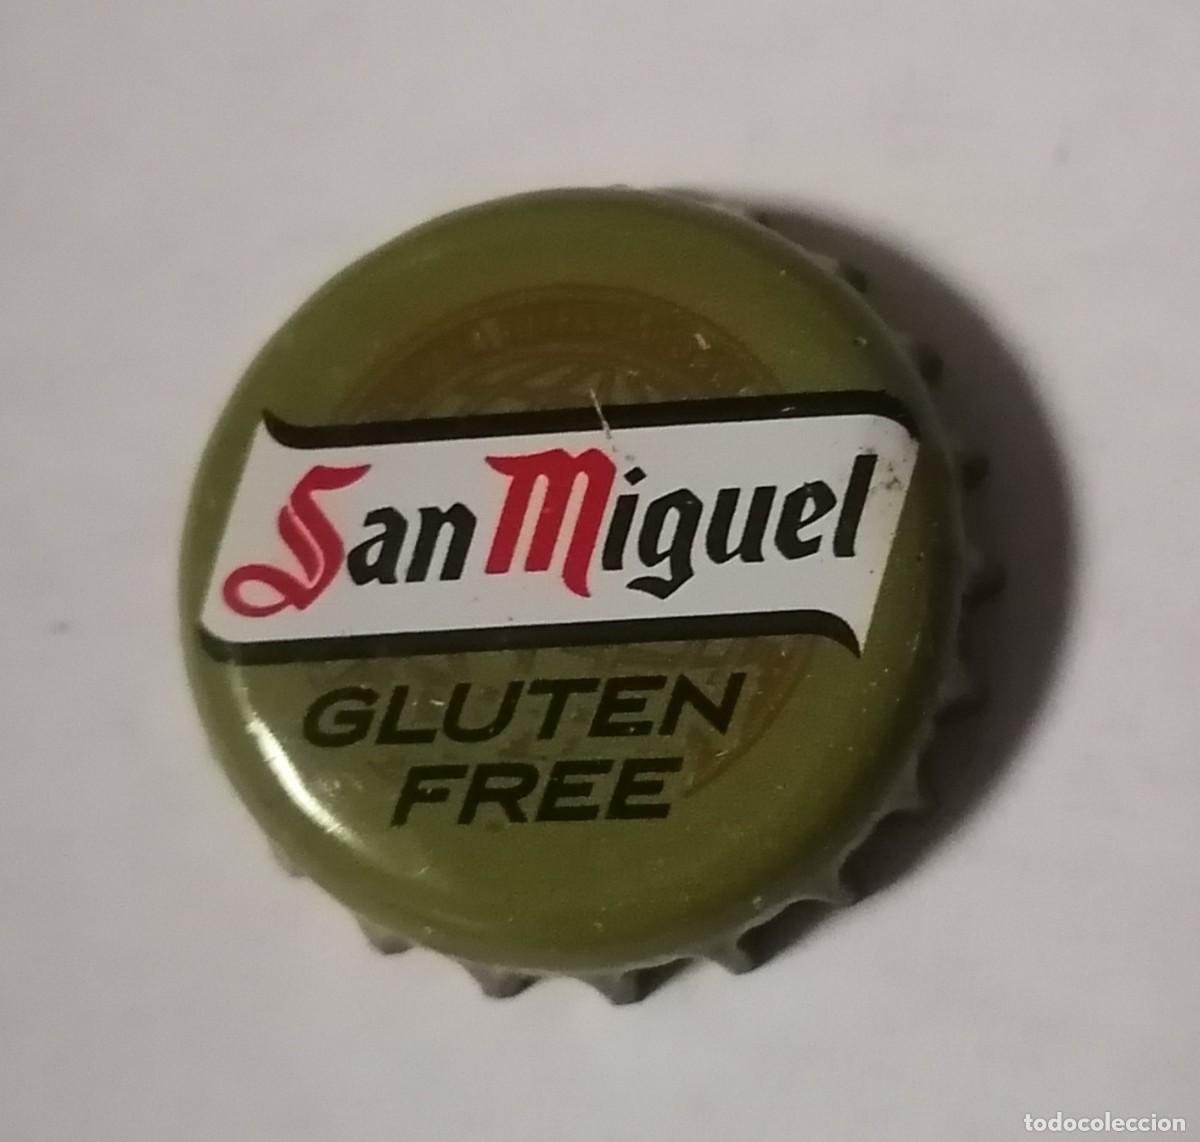 San Miguel
GLUTEN
FREE
todocoleccion